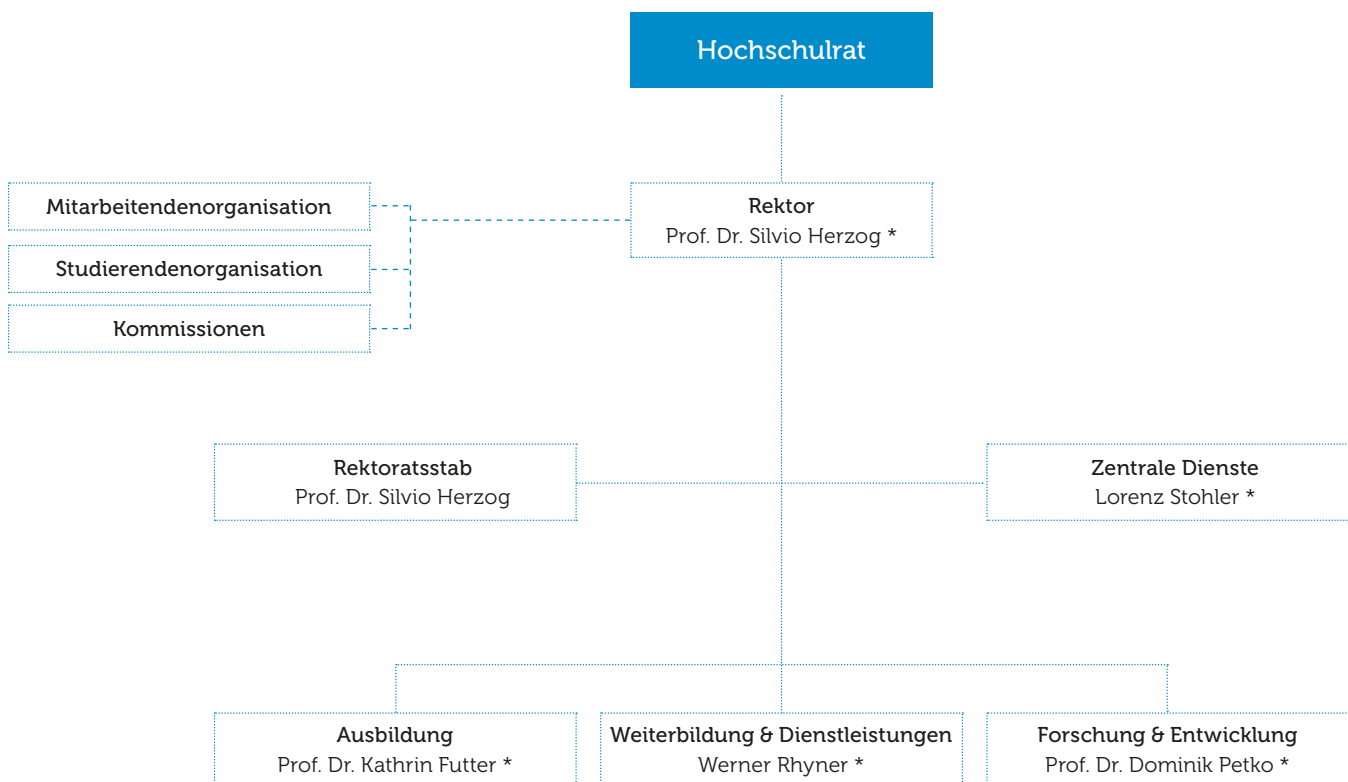 Hochschulrat
Mitarbeitendenorganisation
Studierendenorganisation
Kommissionen
Rektor
Prof. Dr. Silvio Herzog *
Rektoratsstab
Prof. Dr. Silvio Herzog
Zentrale Dienste
Lorenz Stohler *
Ausbildung
Prof. Dr. Kathrin Futter *
Weiterbildung & Dienstleistungen
Werner Rhyner *
Forschung & Entwicklung
Prof. Dr. Dominik Petko *